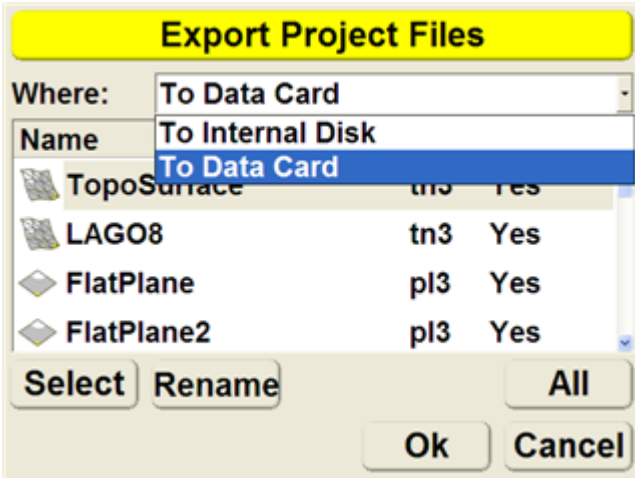 Export Project Files
Where: To Data Card
Name To Internal Disk
To Data Card
TopoSurface tn3 Yes
LAGO8 tn3 Yes
FlatPlane pl3 Yes
FlatPlane2 pl3 Yes
Select Rename All
Ok Cancel